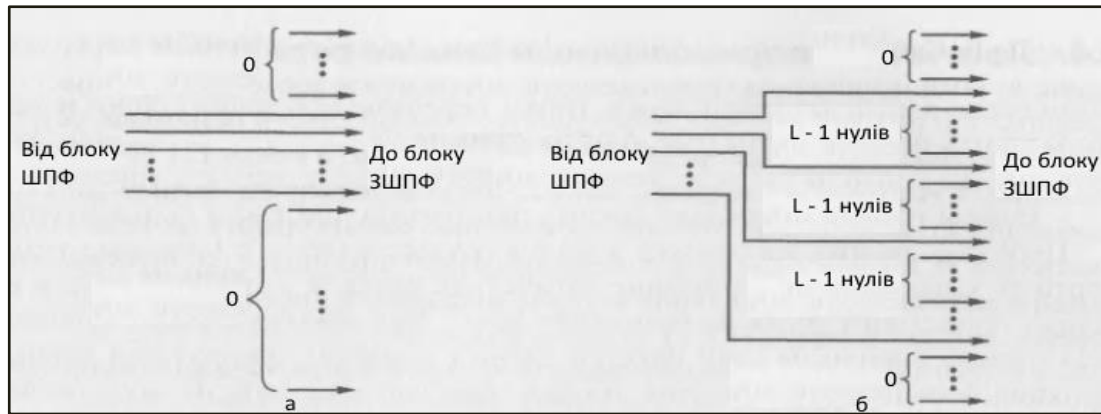 0
Від блоку
ШПФ
До блоку
ЗШПФ
0
а
0
L - 1 нулів
Від блоку
ШПФ
До блоку
ЗШПФ
L - 1 нулів
L - 1 нулів
0
б